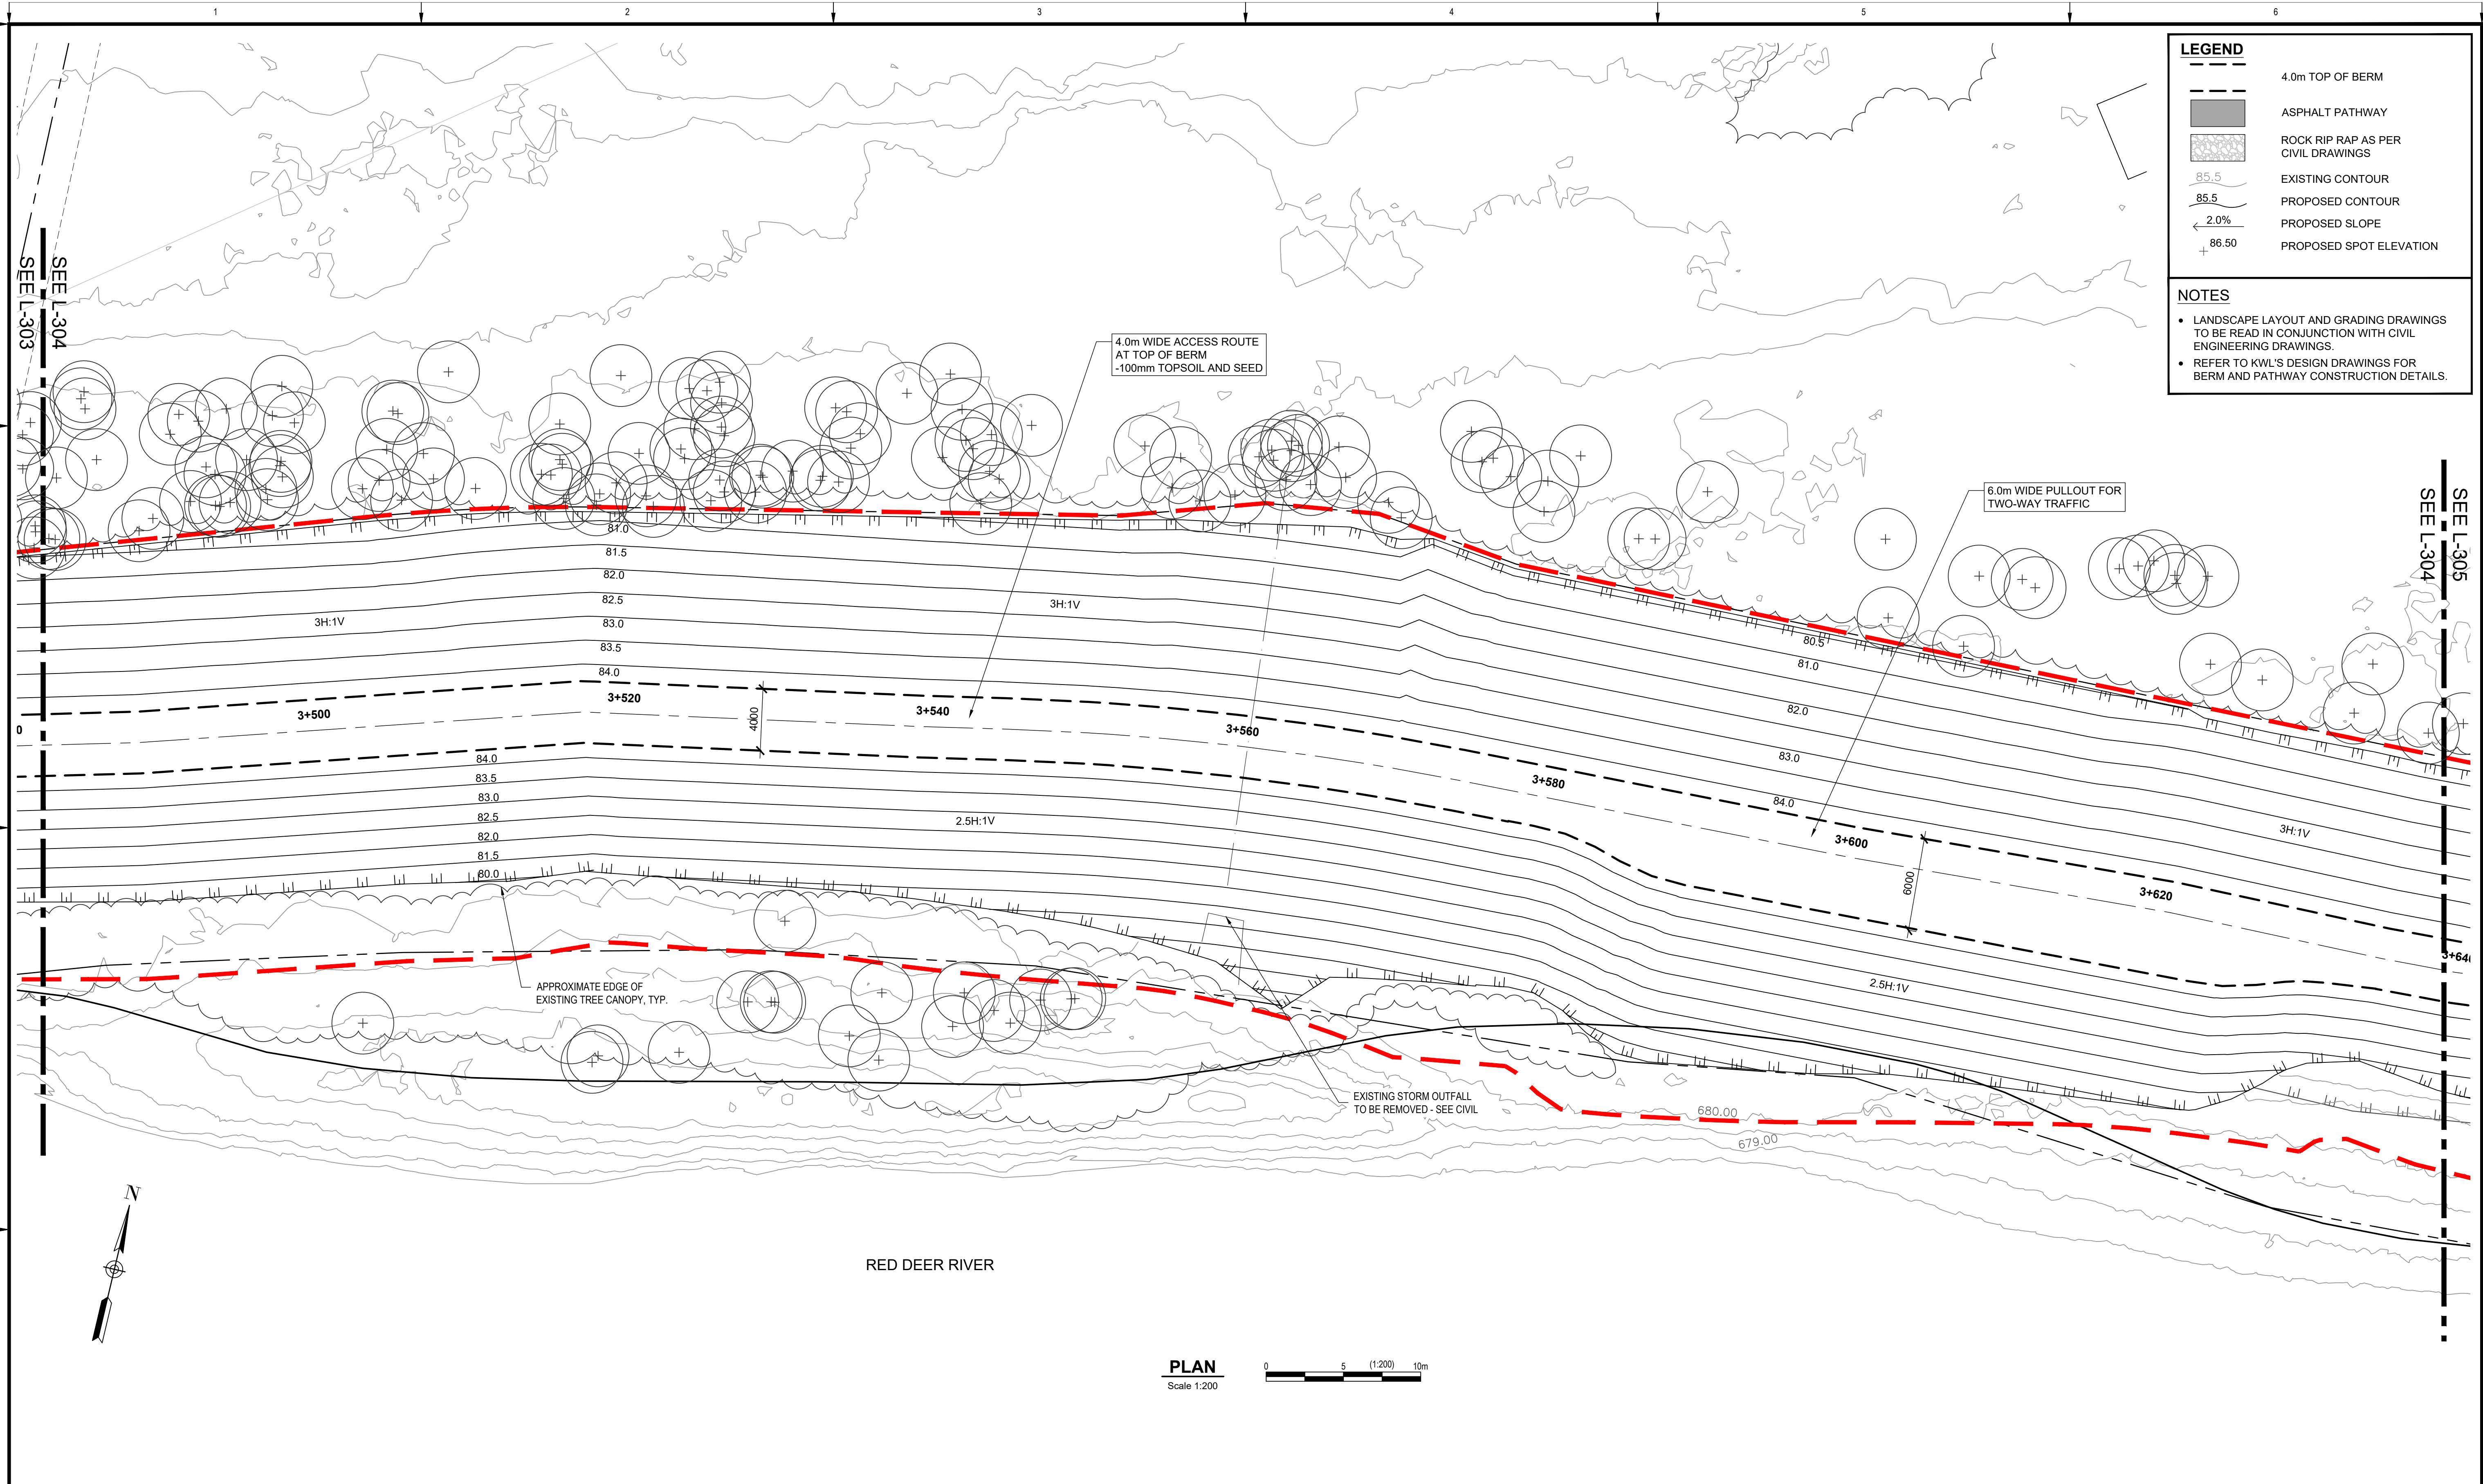 1
2
3
4
5
6
LEGEND
4.0m TOP OF BERM
ASPHALT PATHWAY
ROCK RIP RAP AS PER
CIVIL DRAWINGS
85.5
EXISTING CONTOUR
85.5
PROPOSED CONTOUR
2.0%
PROPOSED SLOPE
86.50
PROPOSED SPOT ELEVATION
NOTES
• LANDSCAPE LAYOUT AND GRADING DRAWINGS
TO BE READ IN CONJUNCTION WITH CIVIL
ENGINEERING DRAWINGS.
• REFER TO KWL'S DESIGN DRAWINGS FOR
BERM AND PATHWAY CONSTRUCTION DETAILS.
SEE L-303
SEE L-304
4.0m WIDE ACCESS ROUTE
AT TOP OF BERM
-100mm TOPSOIL AND SEED
6.0m WIDE PULLOUT FOR
TWO-WAY TRAFFIC
SEE L-304
SEE L-305
81.0
81.5
82.0
82.5
83.0
83.5
84.0
3H:1V
3H:1V
80.5
81.0
82.0
83.0
84.0
3H:1V
0
3+500
3+520
3+540
3+560
3+580
3+600
3+620
3+640
4000
6000
84.0
83.5
83.0
82.5
82.0
81.5
80.0
2.5H:1V
2.5H:1V
APPROXIMATE EDGE OF
EXISTING TREE CANOPY, TYP.
EXISTING STORM OUTFALL
TO BE REMOVED - SEE CIVIL
680.00
679.00
N
RED DEER RIVER
PLAN
Scale 1:200
0 5 (1:200) 10m